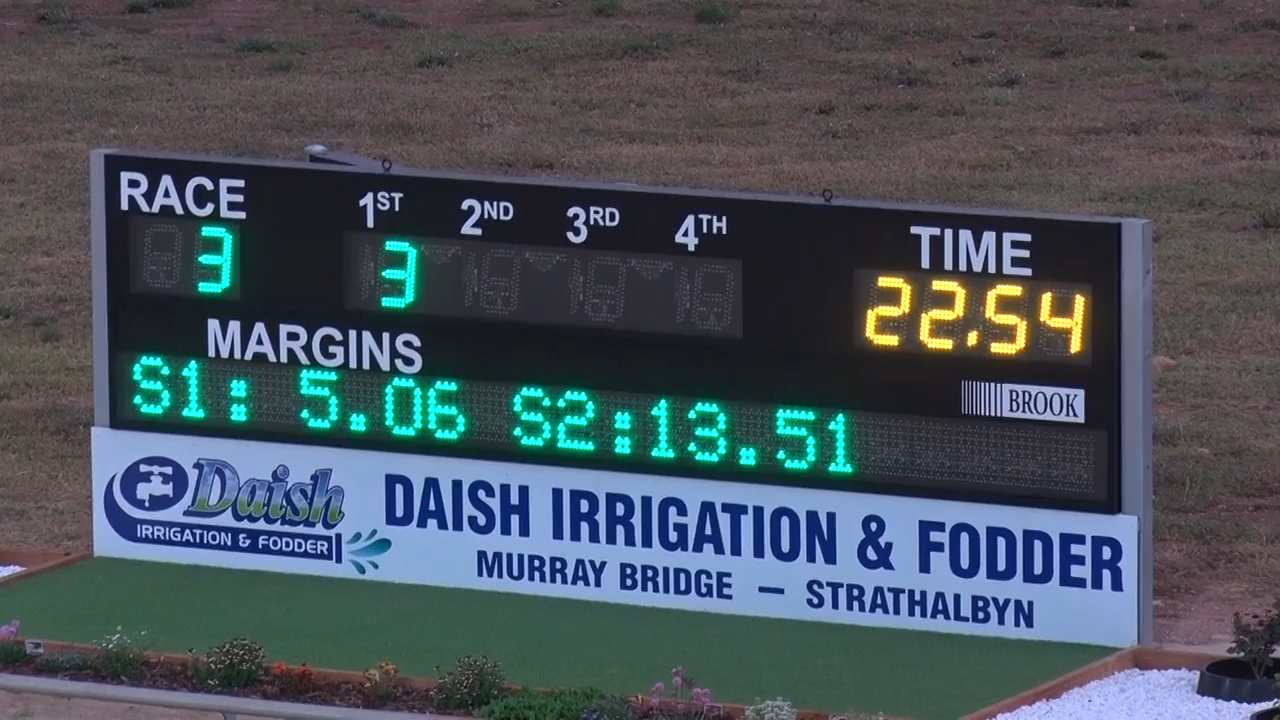 RACE 1ST 2ND 3RD 4TH TIME
3 3 22.54
MARGINS
BROOK
S1: 5.06 S2:13.51
Daish
IRRIGATION & FODDER
DAISH IRRIGATION & FODDER
MURRAY BRIDGE — STRATHALBYN